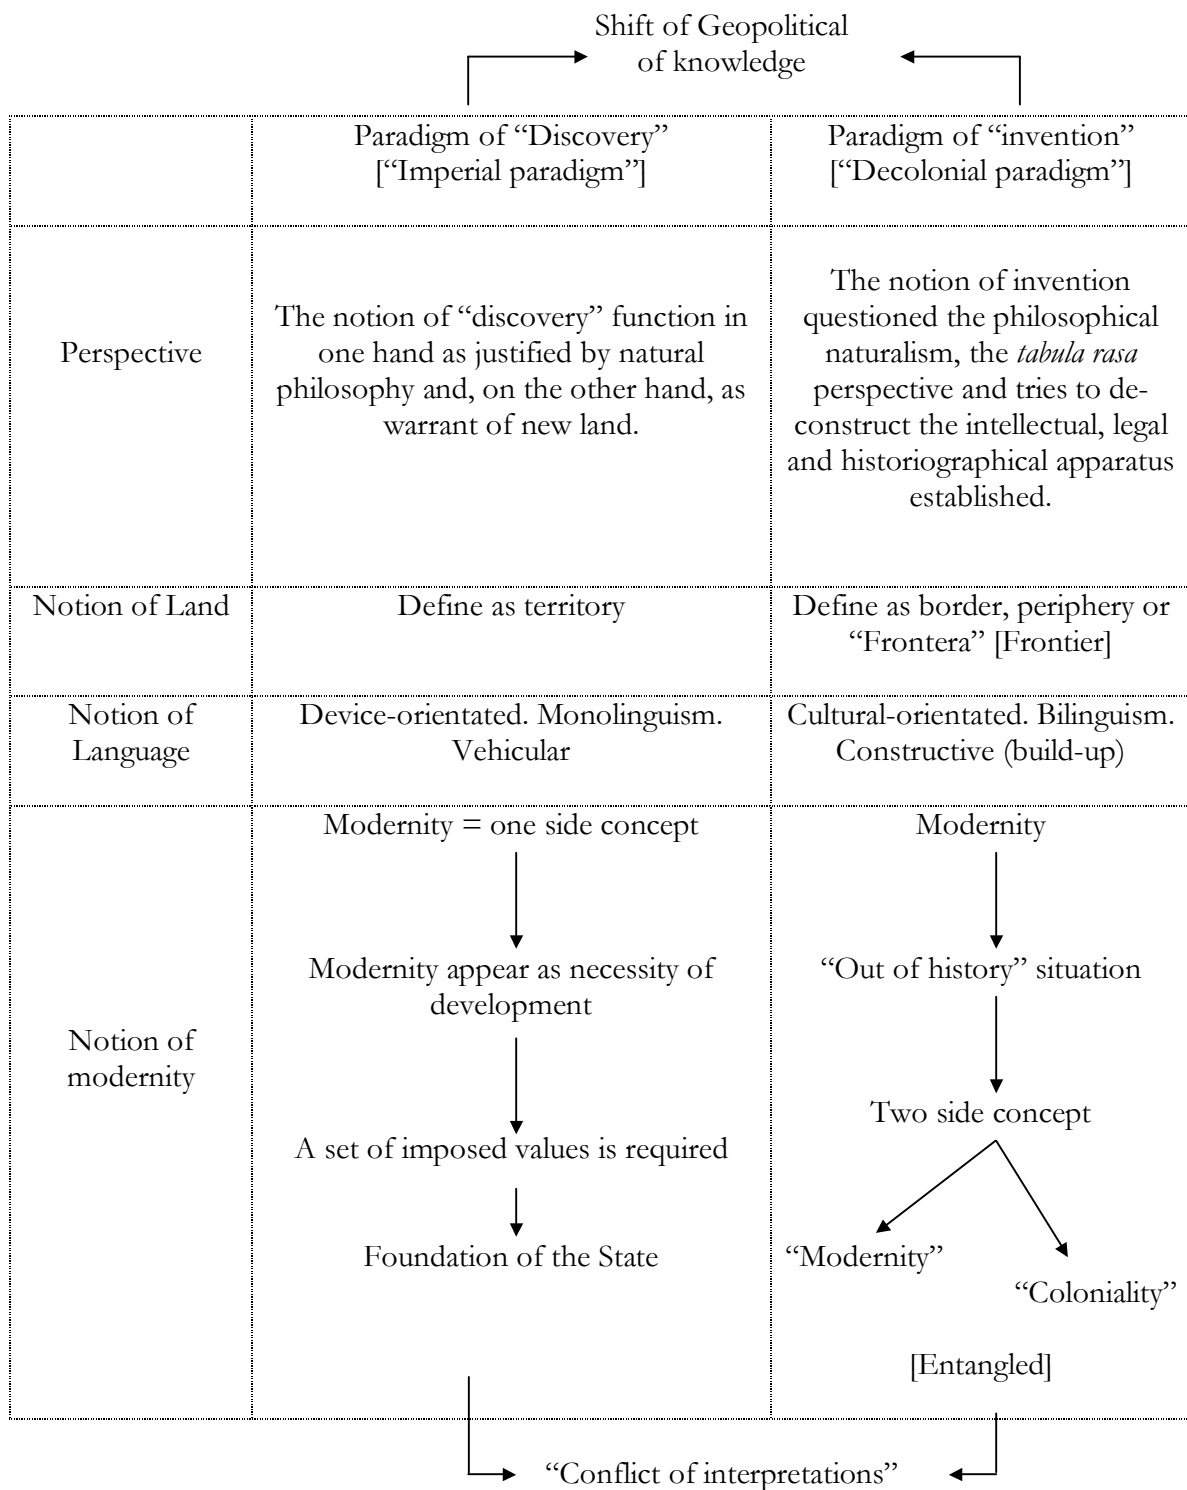 Shift of Geopolitical
of knowledge
Paradigm of “Discovery”
[“Imperial paradigm”]
Paradigm of “invention”
[“Decolonial paradigm”]
Perspective
The notion of “discovery” function in
one hand as justified by natural
philosophy and, on the other hand, as
warrant of new land.
The notion of invention
questioned the philosophical
naturalism, the tabula rasa
perspective and tries to de-
construct the intellectual, legal
and historiographical apparatus
established.
Notion of Land
Define as territory
Define as border, periphery or
“Frontera” [Frontier]
Notion of
Language
Device-orientated. Monolinguism.
Vehicular
Cultural-orientated. Bilinguism.
Constructive (build-up)
Notion of
modernity
Modernity = one side concept
Modernity appear as necessity of
development
A set of imposed values is required
Foundation of the State
Modernity
“Out of history” situation
Two side concept
“Modernity”
“Coloniality”
[Entangled]
“Conflict of interpretations”